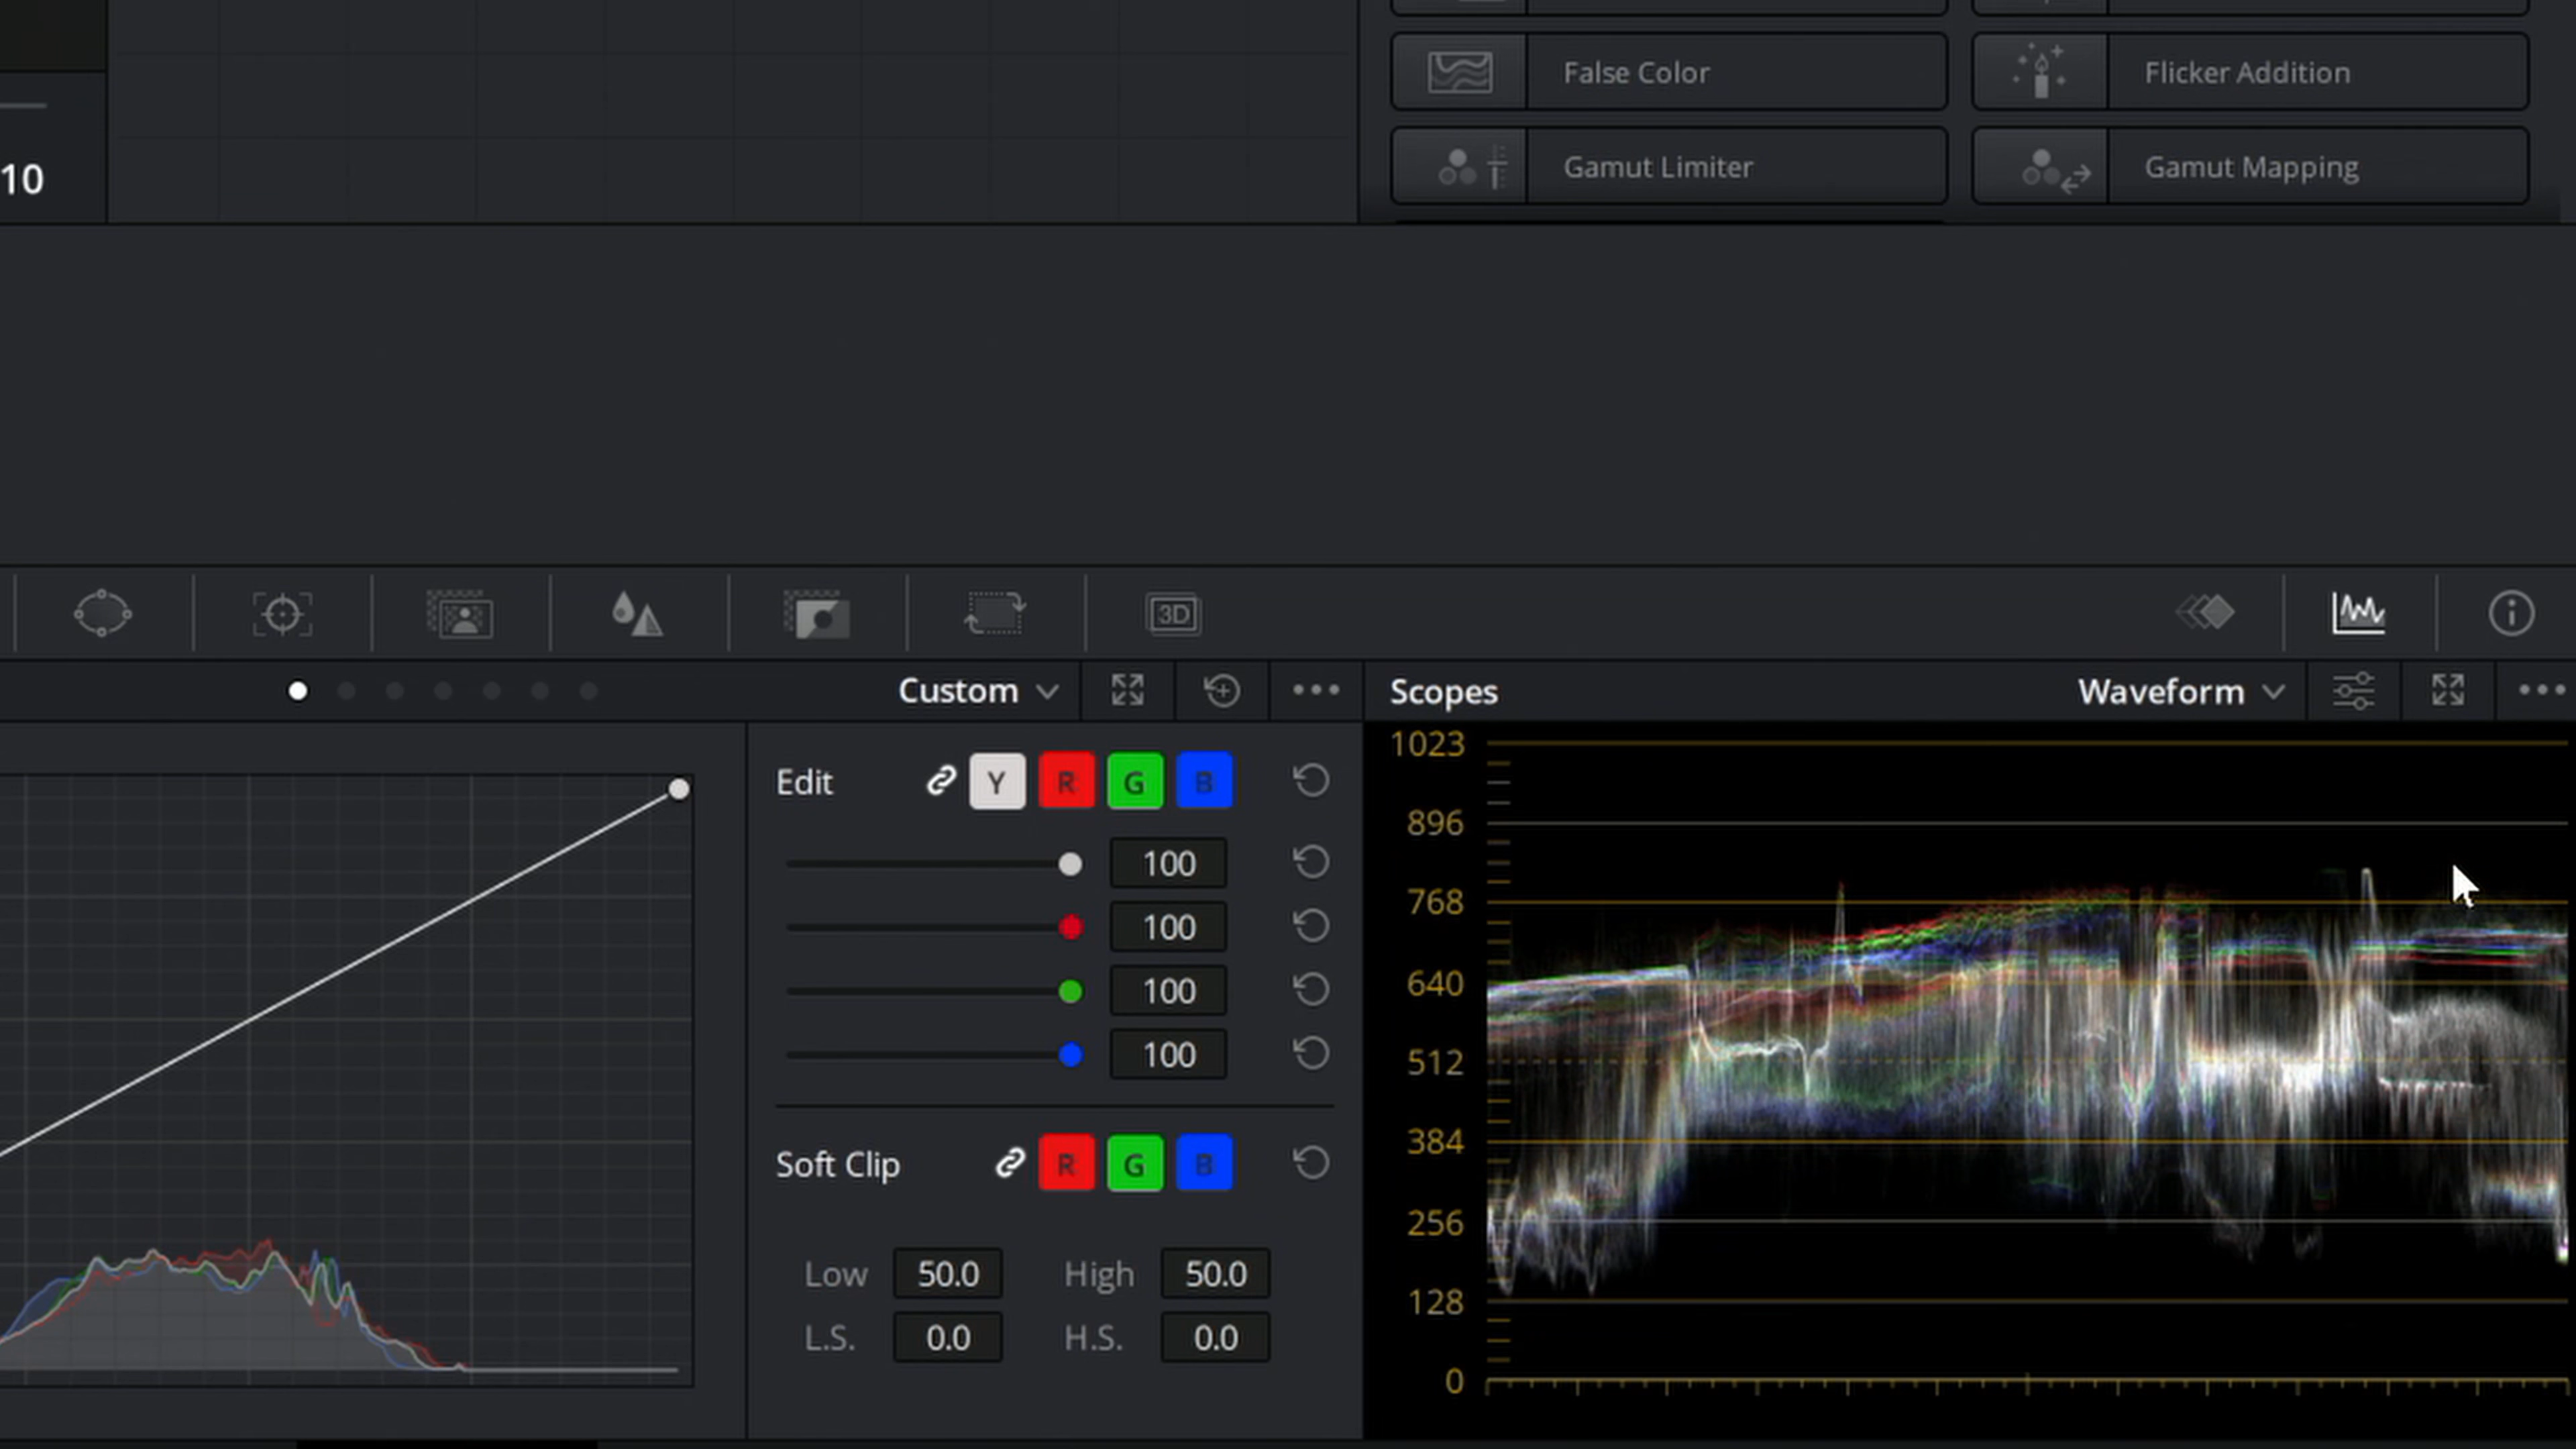 False Color
Flicker Addition
Gamut Limiter
Gamut Mapping
10
3D
Custom
Scopes
Waveform
Edit
Y R G B
100
100
100
100
Soft Clip
R G B
Low 50.0 High 50.0
L.S. 0.0 H.S. 0.0
1023
896
768
640
512
384
256
128
0